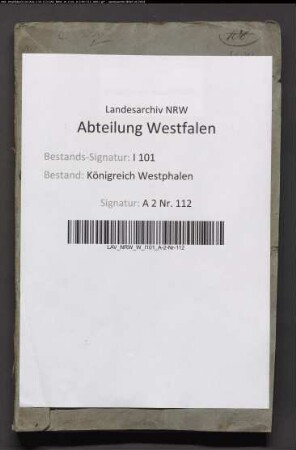 Landesarchiv NRW
Abteilung Westfalen
Bestands-Signatur: I 101
Bestand: Königreich Westphalen
Signatur: A 2 Nr. 112
LAV_NRW_W_I101_A-2-Nr-112